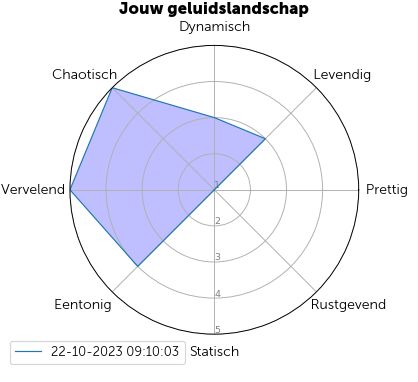 Jouw geluidslandschap
Dynamisch
Chaotisch
Levendig
Vervelend
1
Prettig
2
3
Eentonig
4
Rustgevend
5
22-10-2023 09:10:03
Statisch